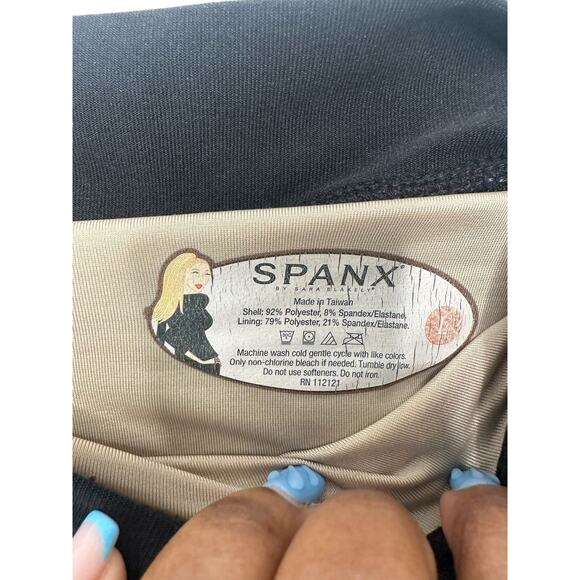 SPANX®
BY SARA BLAKELY®
Made in Taiwan
Shell: 92% Polyester, 8% Spandex/Elastane,
Lining: 79% Polyester, 21% Spandex/Elastane.
Machine wash cold gentle cycle with like colors.
Only non-chlorine bleach if needed. Tumble dry low.
Do not use softeners. Do not iron.
RN 112121